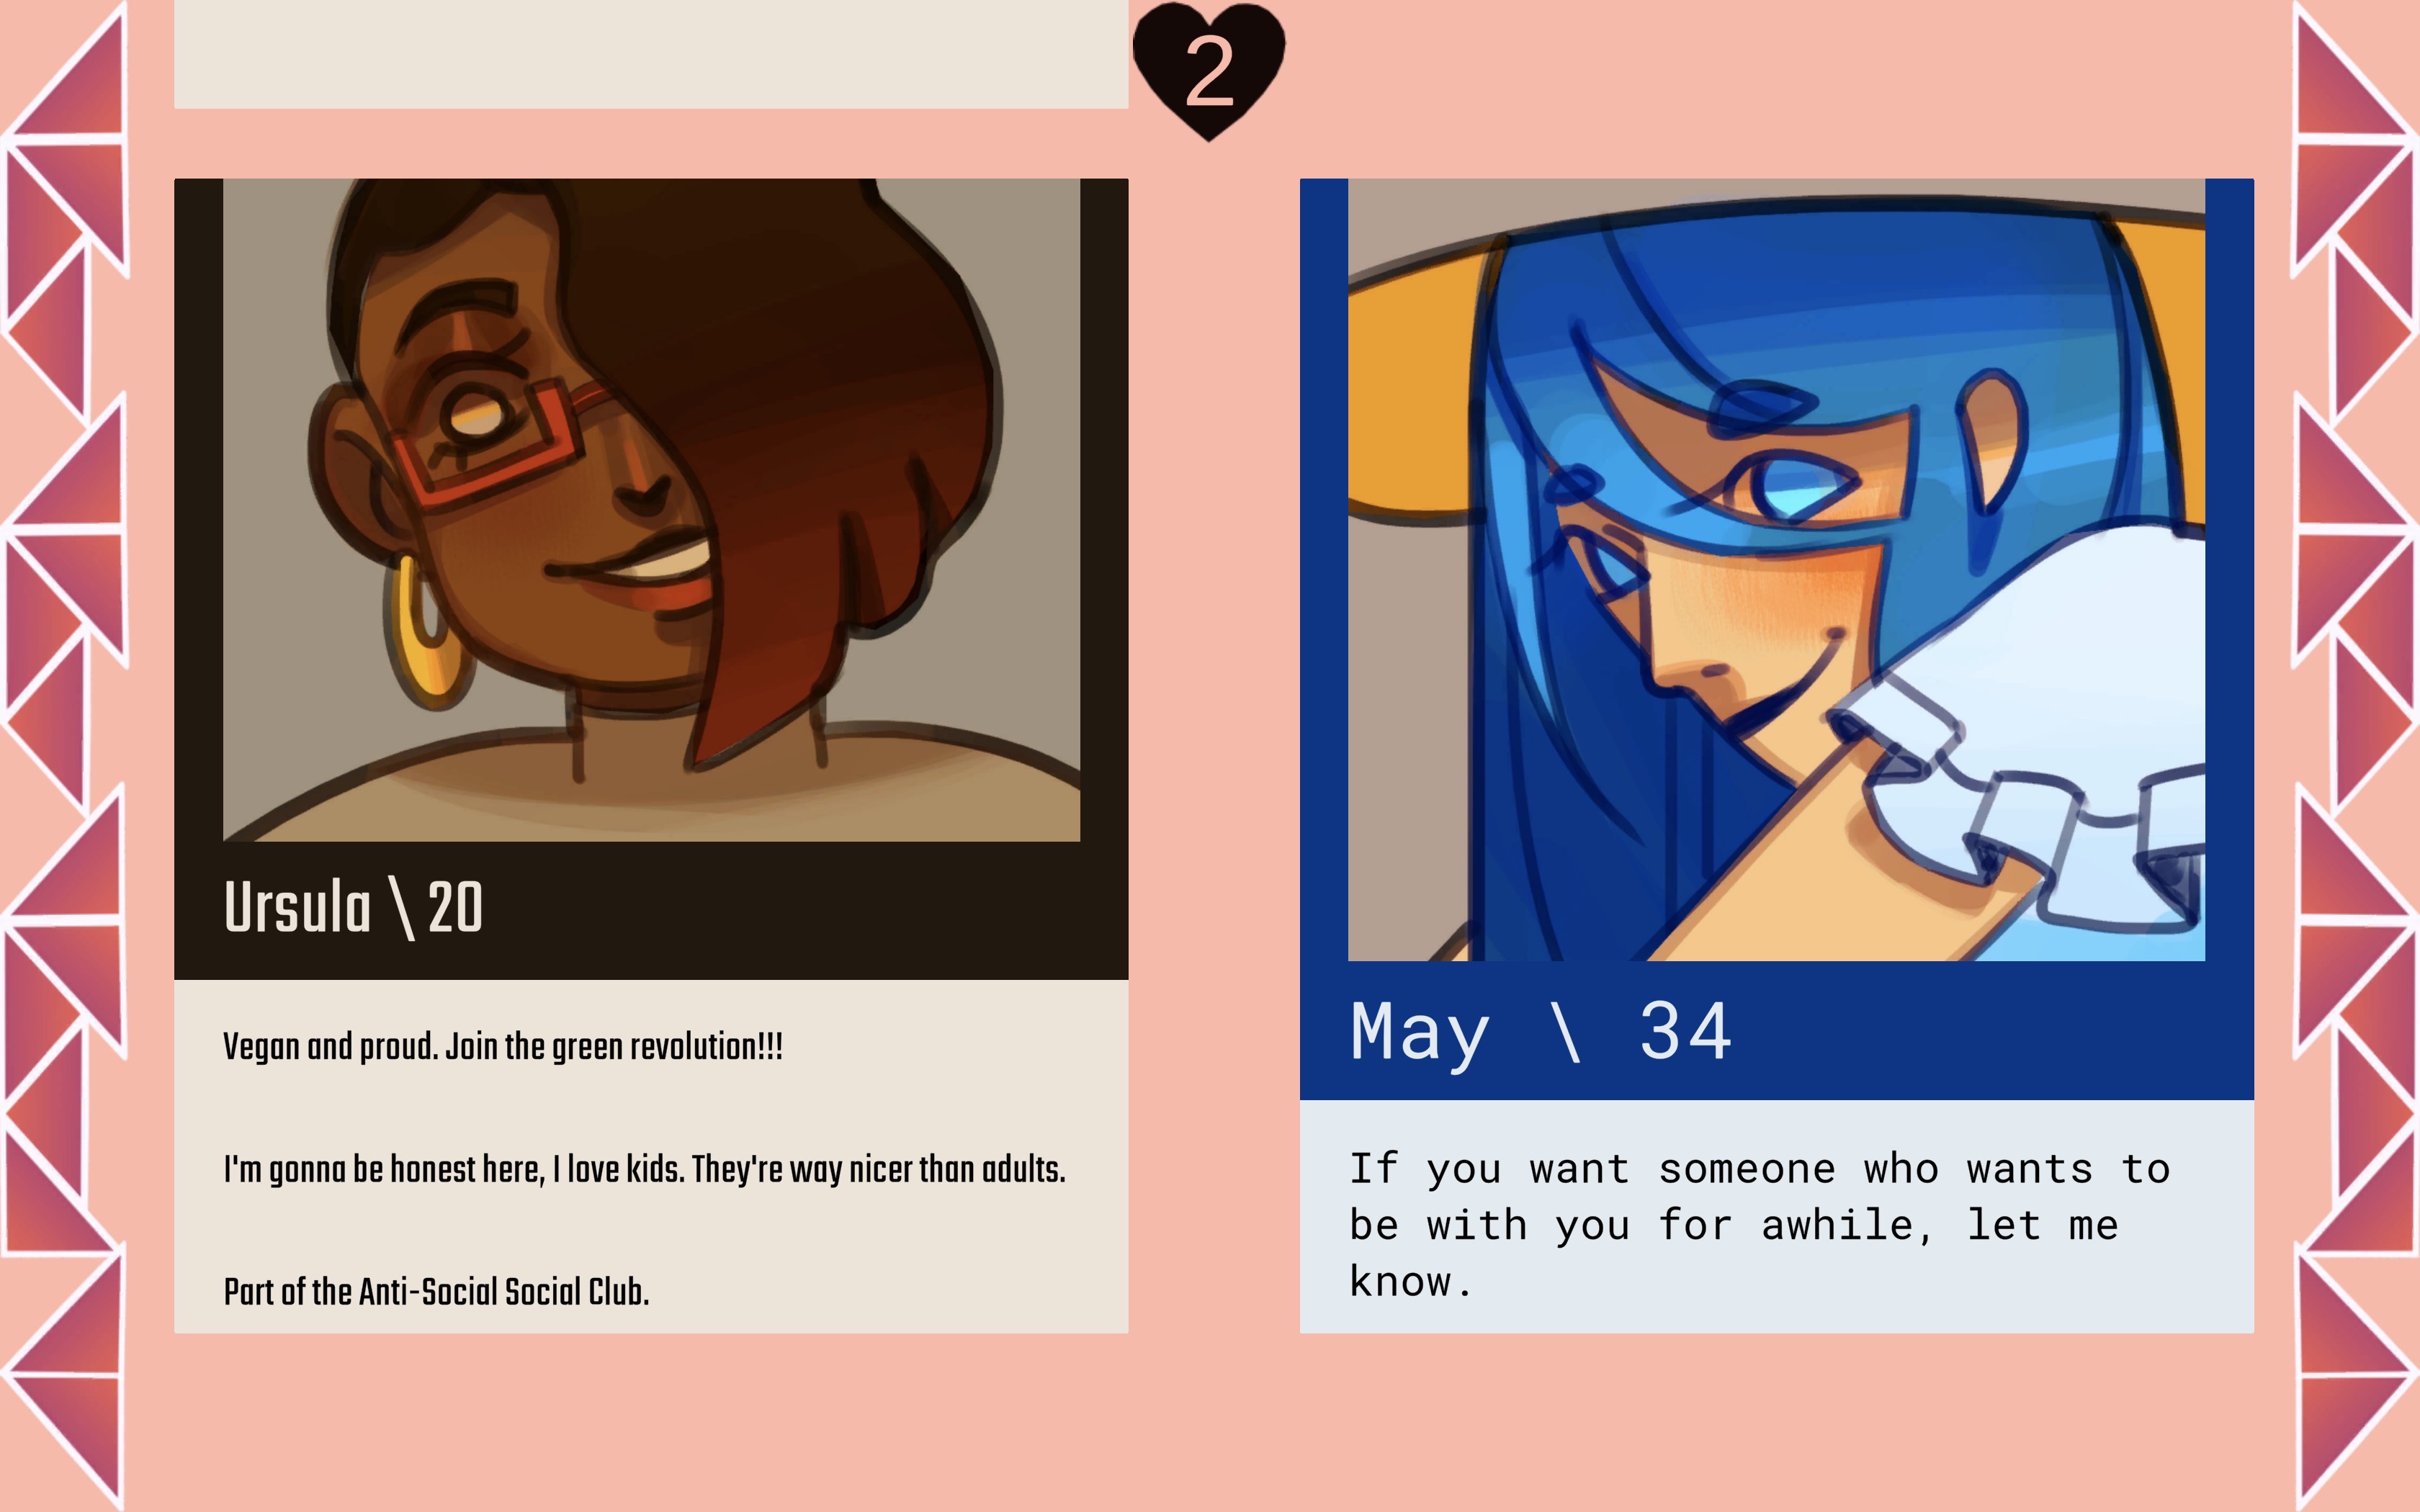 2
Ursula \ 20
Vegan and proud. Join the green revolution!!!
I'm gonna be honest here, I love kids. They're way nicer than adults.
Part of the Anti-Social Social Club.
May \ 34
If you want someone who wants to
be with you for awhile, let me
know.